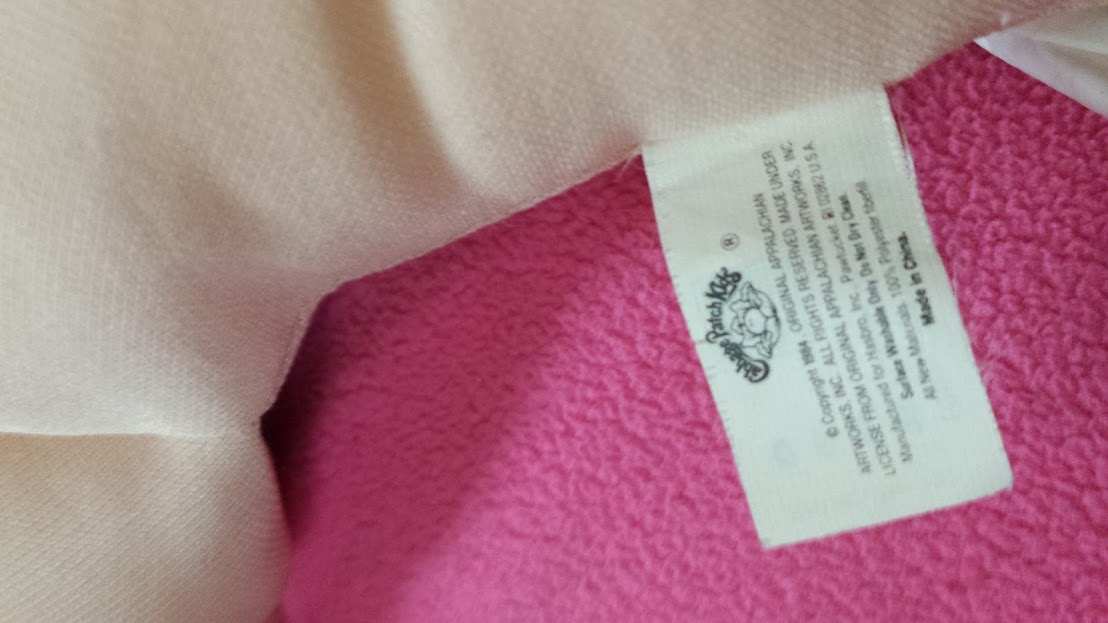 Cabbage Patch Kids ®
© Copyright 1984 ORIGINAL APPALACHIAN
ARTWORKS, INC. ALL RIGHTS RESERVED. MADE UNDER
LICENSE FROM ORIGINAL APPALACHIAN ARTWORKS, INC.
Manufactured for Hasbro, Inc., Pawtucket, RI 02862 U.S.A.
Surface Washable Only. Do Not Dry Clean.
All New Materials. 100% Polyester fiberfill.
Made in China.